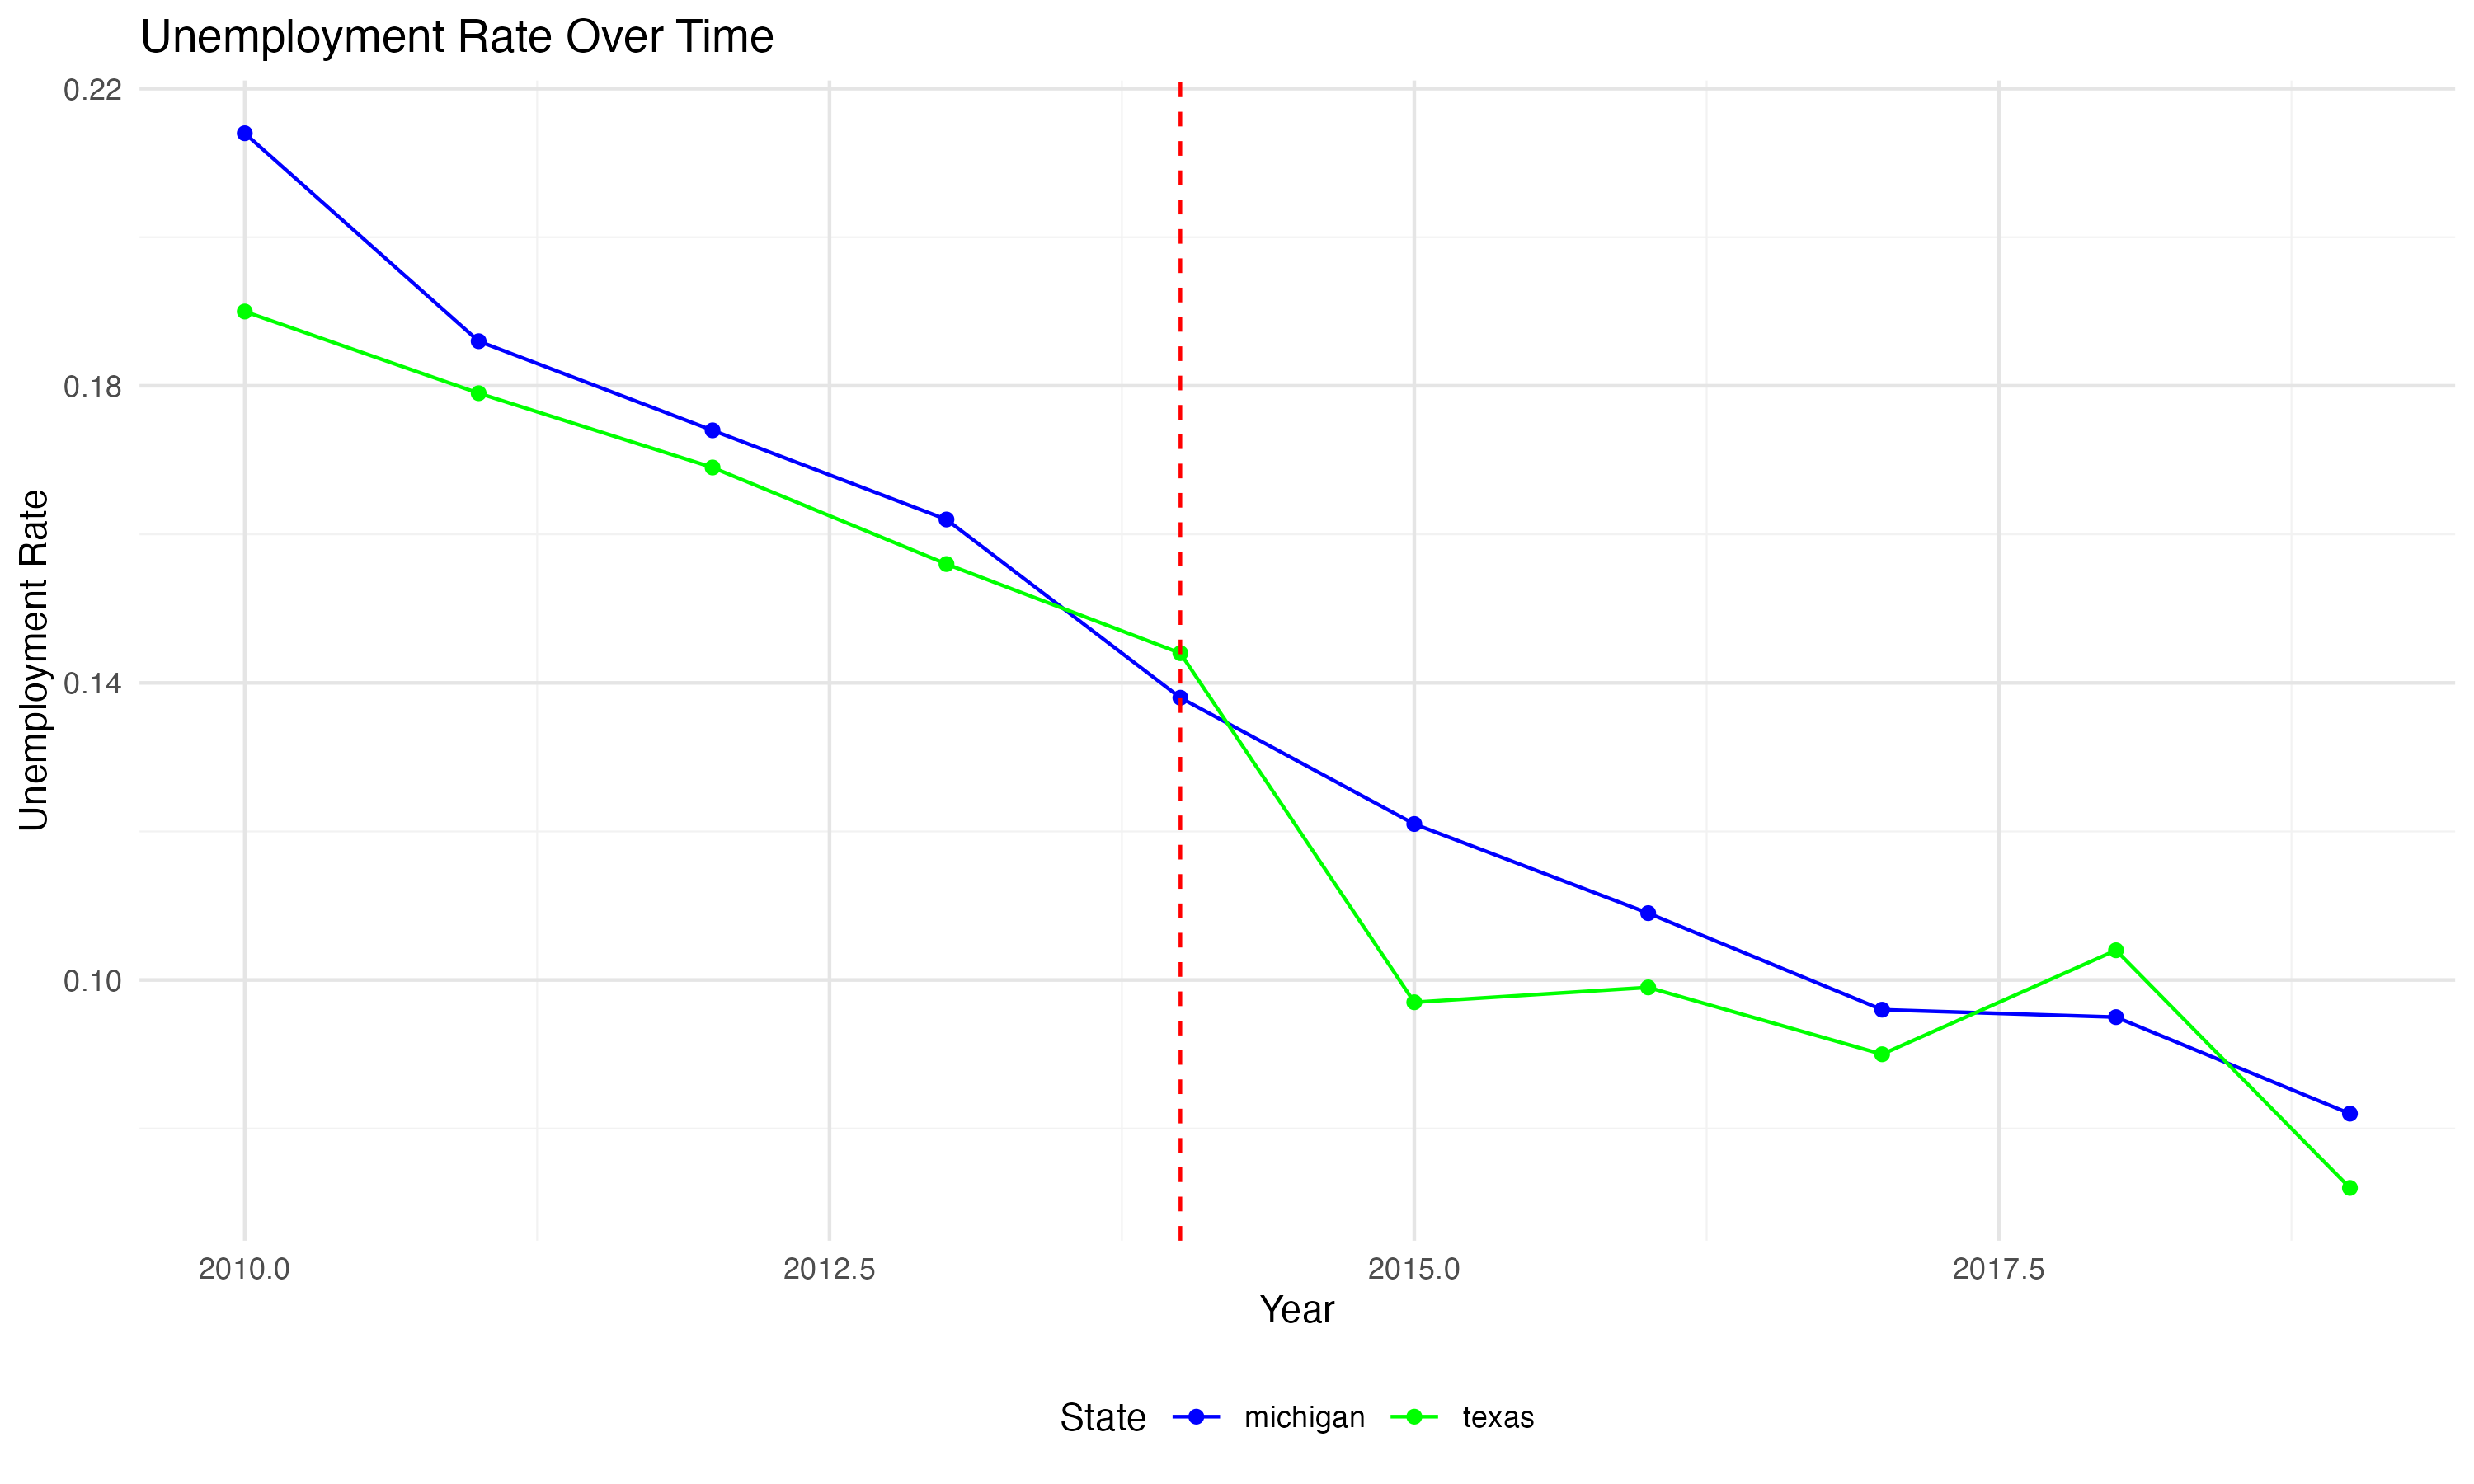 Unemployment Rate Over Time
Unemployment Rate
0.22
0.18
0.14
0.10
2010.0 2012.5 2015.0 2017.5
Year
State michigan texas